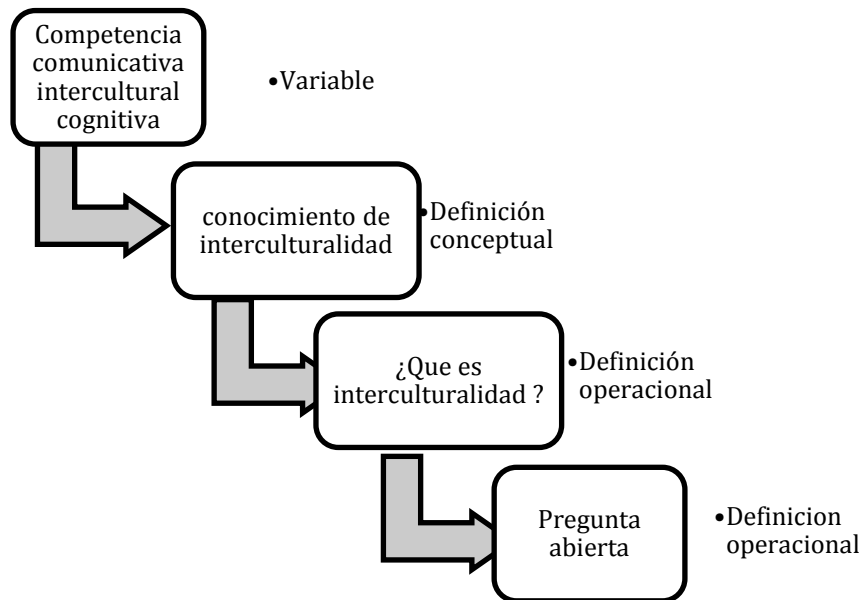 Competencia
comunicativa
intercultural
cognitiva
•Variable
conocimiento de
interculturalidad
•Definición
conceptual
¿Que es
interculturalidad ?
•Definición
operacional
Pregunta
abierta
•Definicion
operacional